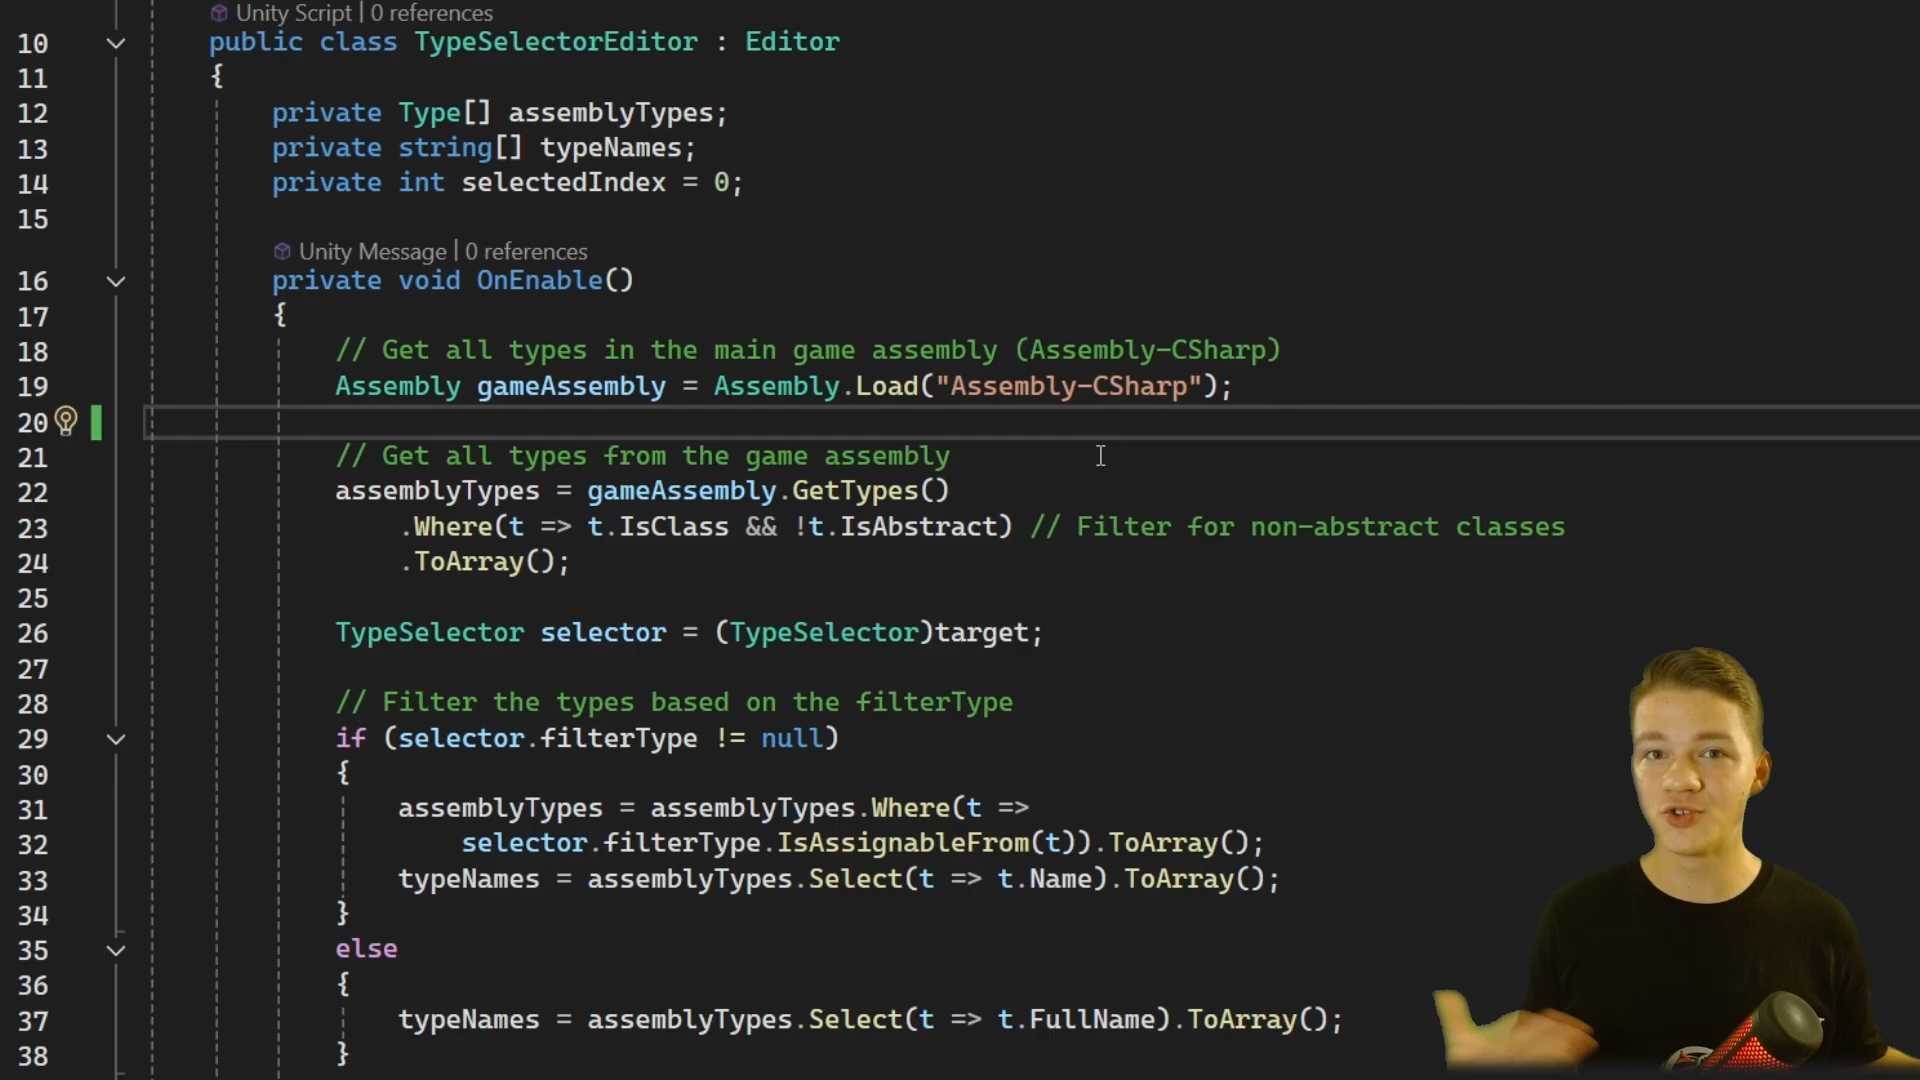 Unity Script | 0 references
10 public class TypeSelectorEditor : Editor
11 {
12 private Type[] assemblyTypes;
13 private string[] typeNames;
14 private int selectedIndex = 0;
15
Unity Message | 0 references
16 private void OnEnable()
17 {
18 // Get all types in the main game assembly (Assembly-CSharp)
19 Assembly gameAssembly = Assembly.Load("Assembly-CSharp");
20
21 // Get all types from the game assembly
22 assemblyTypes = gameAssembly.GetTypes()
23 .Where(t => t.IsClass && !t.IsAbstract) // Filter for non-abstract classes
24 .ToArray();
25
26 TypeSelector selector = (TypeSelector)target;
27
28 // Filter the types based on the filterType
29 if (selector.filterType != null)
30 {
31 assemblyTypes = assemblyTypes.Where(t =>
32 selector.filterType.IsAssignableFrom(t)).ToArray();
33 typeNames = assemblyTypes.Select(t => t.Name).ToArray();
34 }
35 else
36 {
37 typeNames = assemblyTypes.Select(t => t.FullName).ToArray();
38 }